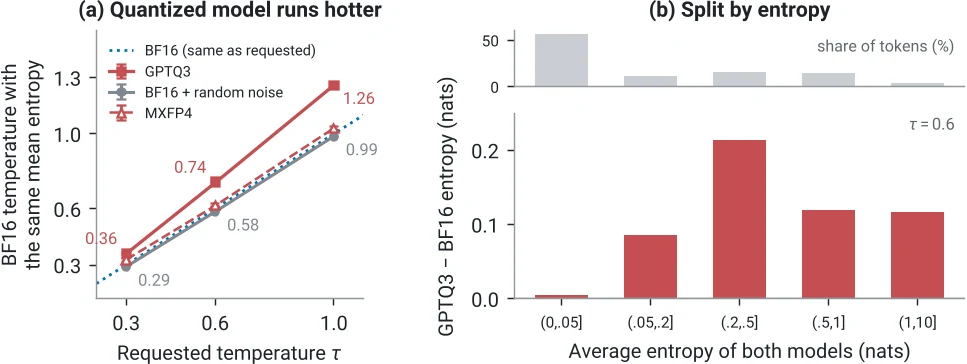 (a) Quantized model runs hotter
BF16 temperature with
the same mean entropy
1.3
1.0
0.6
0.3
BF16 (same as requested)
GPTQ3
BF16 + random noise
MXFP4
1.26
0.99
0.74
0.58
0.36
0.29
0.3
0.6
1.0
Requested temperature τ
(b) Split by entropy
50
0
share of tokens (%)
GPTQ3 − BF16 entropy (nats)
τ = 0.6
0.2
0.1
0.0
(0,.05]
(.05,.2]
(.2,.5]
(.5,1]
(1,10]
Average entropy of both models (nats)